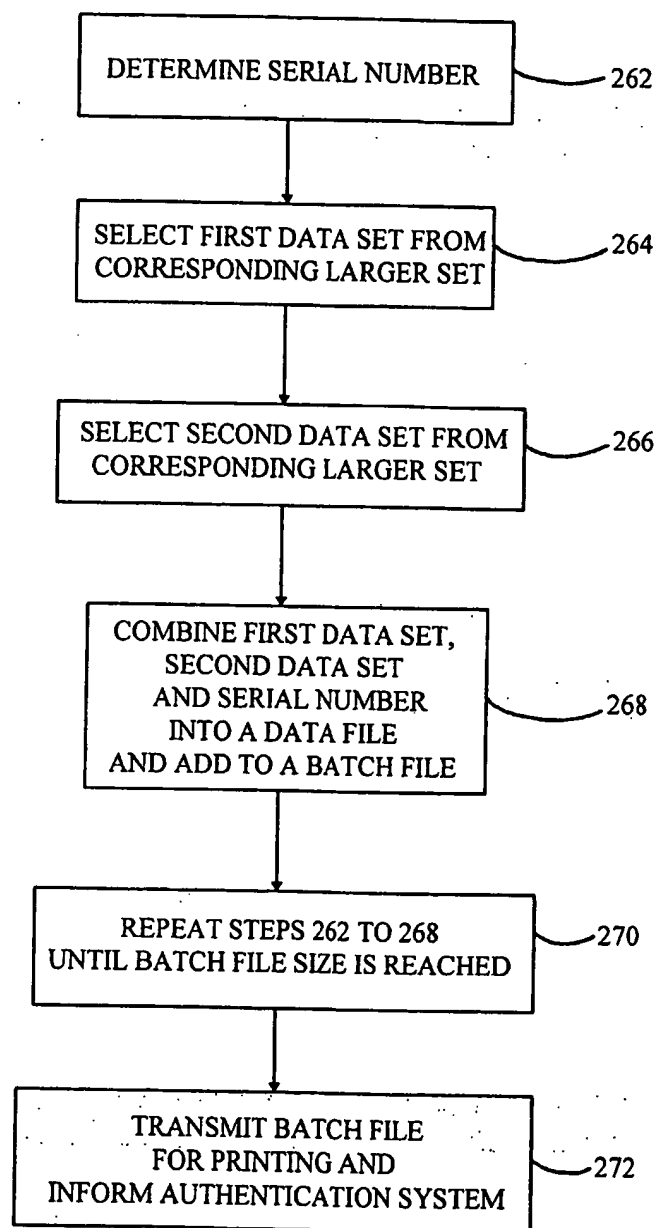 DETERMINE SERIAL NUMBER
262
SELECT FIRST DATA SET FROM
CORRESPONDING LARGER SET
264
SELECT SECOND DATA SET FROM
CORRESPONDING LARGER SET
266
COMBINE FIRST DATA SET,
SECOND DATA SET
AND SERIAL NUMBER
INTO A DATA FILE
AND ADD TO A BATCH FILE
268
REPEAT STEPS 262 TO 268
UNTIL BATCH FILE SIZE IS REACHED
270
TRANSMIT BATCH FILE
FOR PRINTING AND
INFORM AUTHENTICATION SYSTEM
272